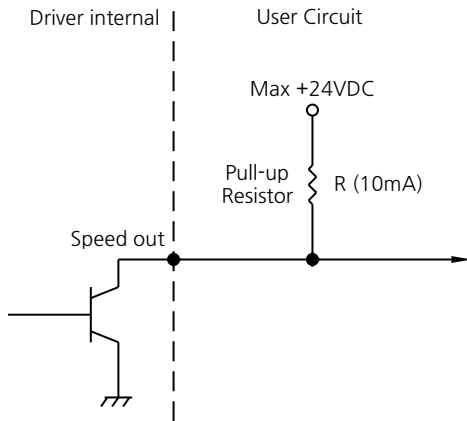 Driver internal
User Circuit
Max +24VDC
Pull-up
Resistor
R (10mA)
Speed out